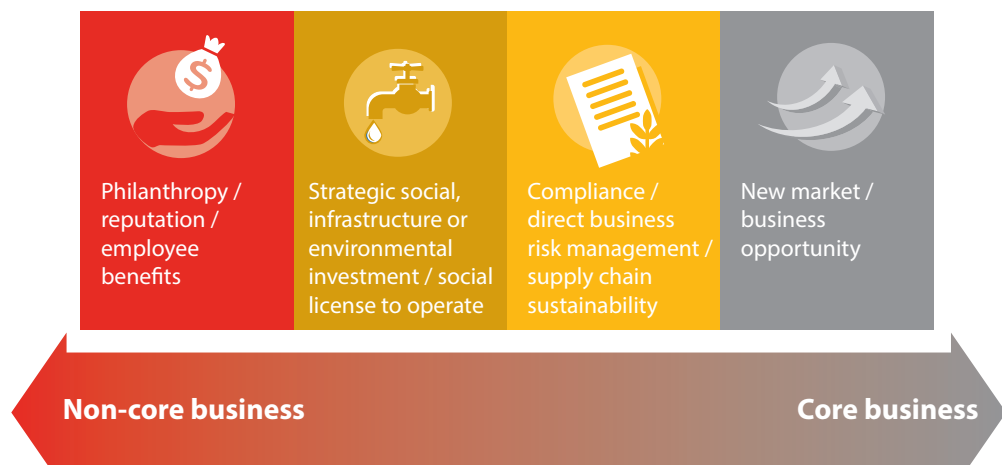 $
Philanthropy /
reputation /
employee
benefits
Strategic social,
infrastructure or
environmental
investment / social
license to operate
Compliance /
direct business
risk management /
supply chain
sustainability
New market /
business
opportunity
Non-core business
Core business